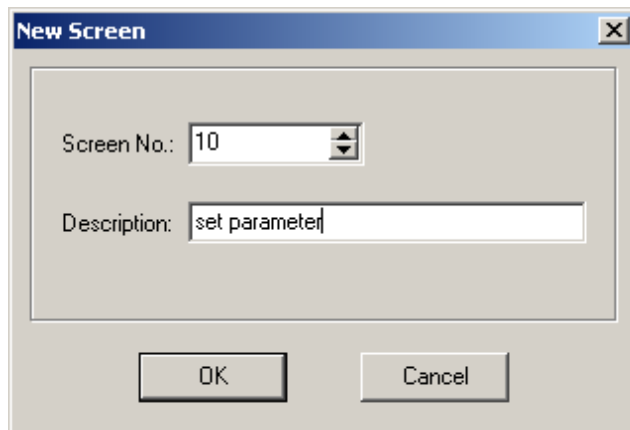 New Screen
Screen No.: 10
Description: set parameter
OK Cancel